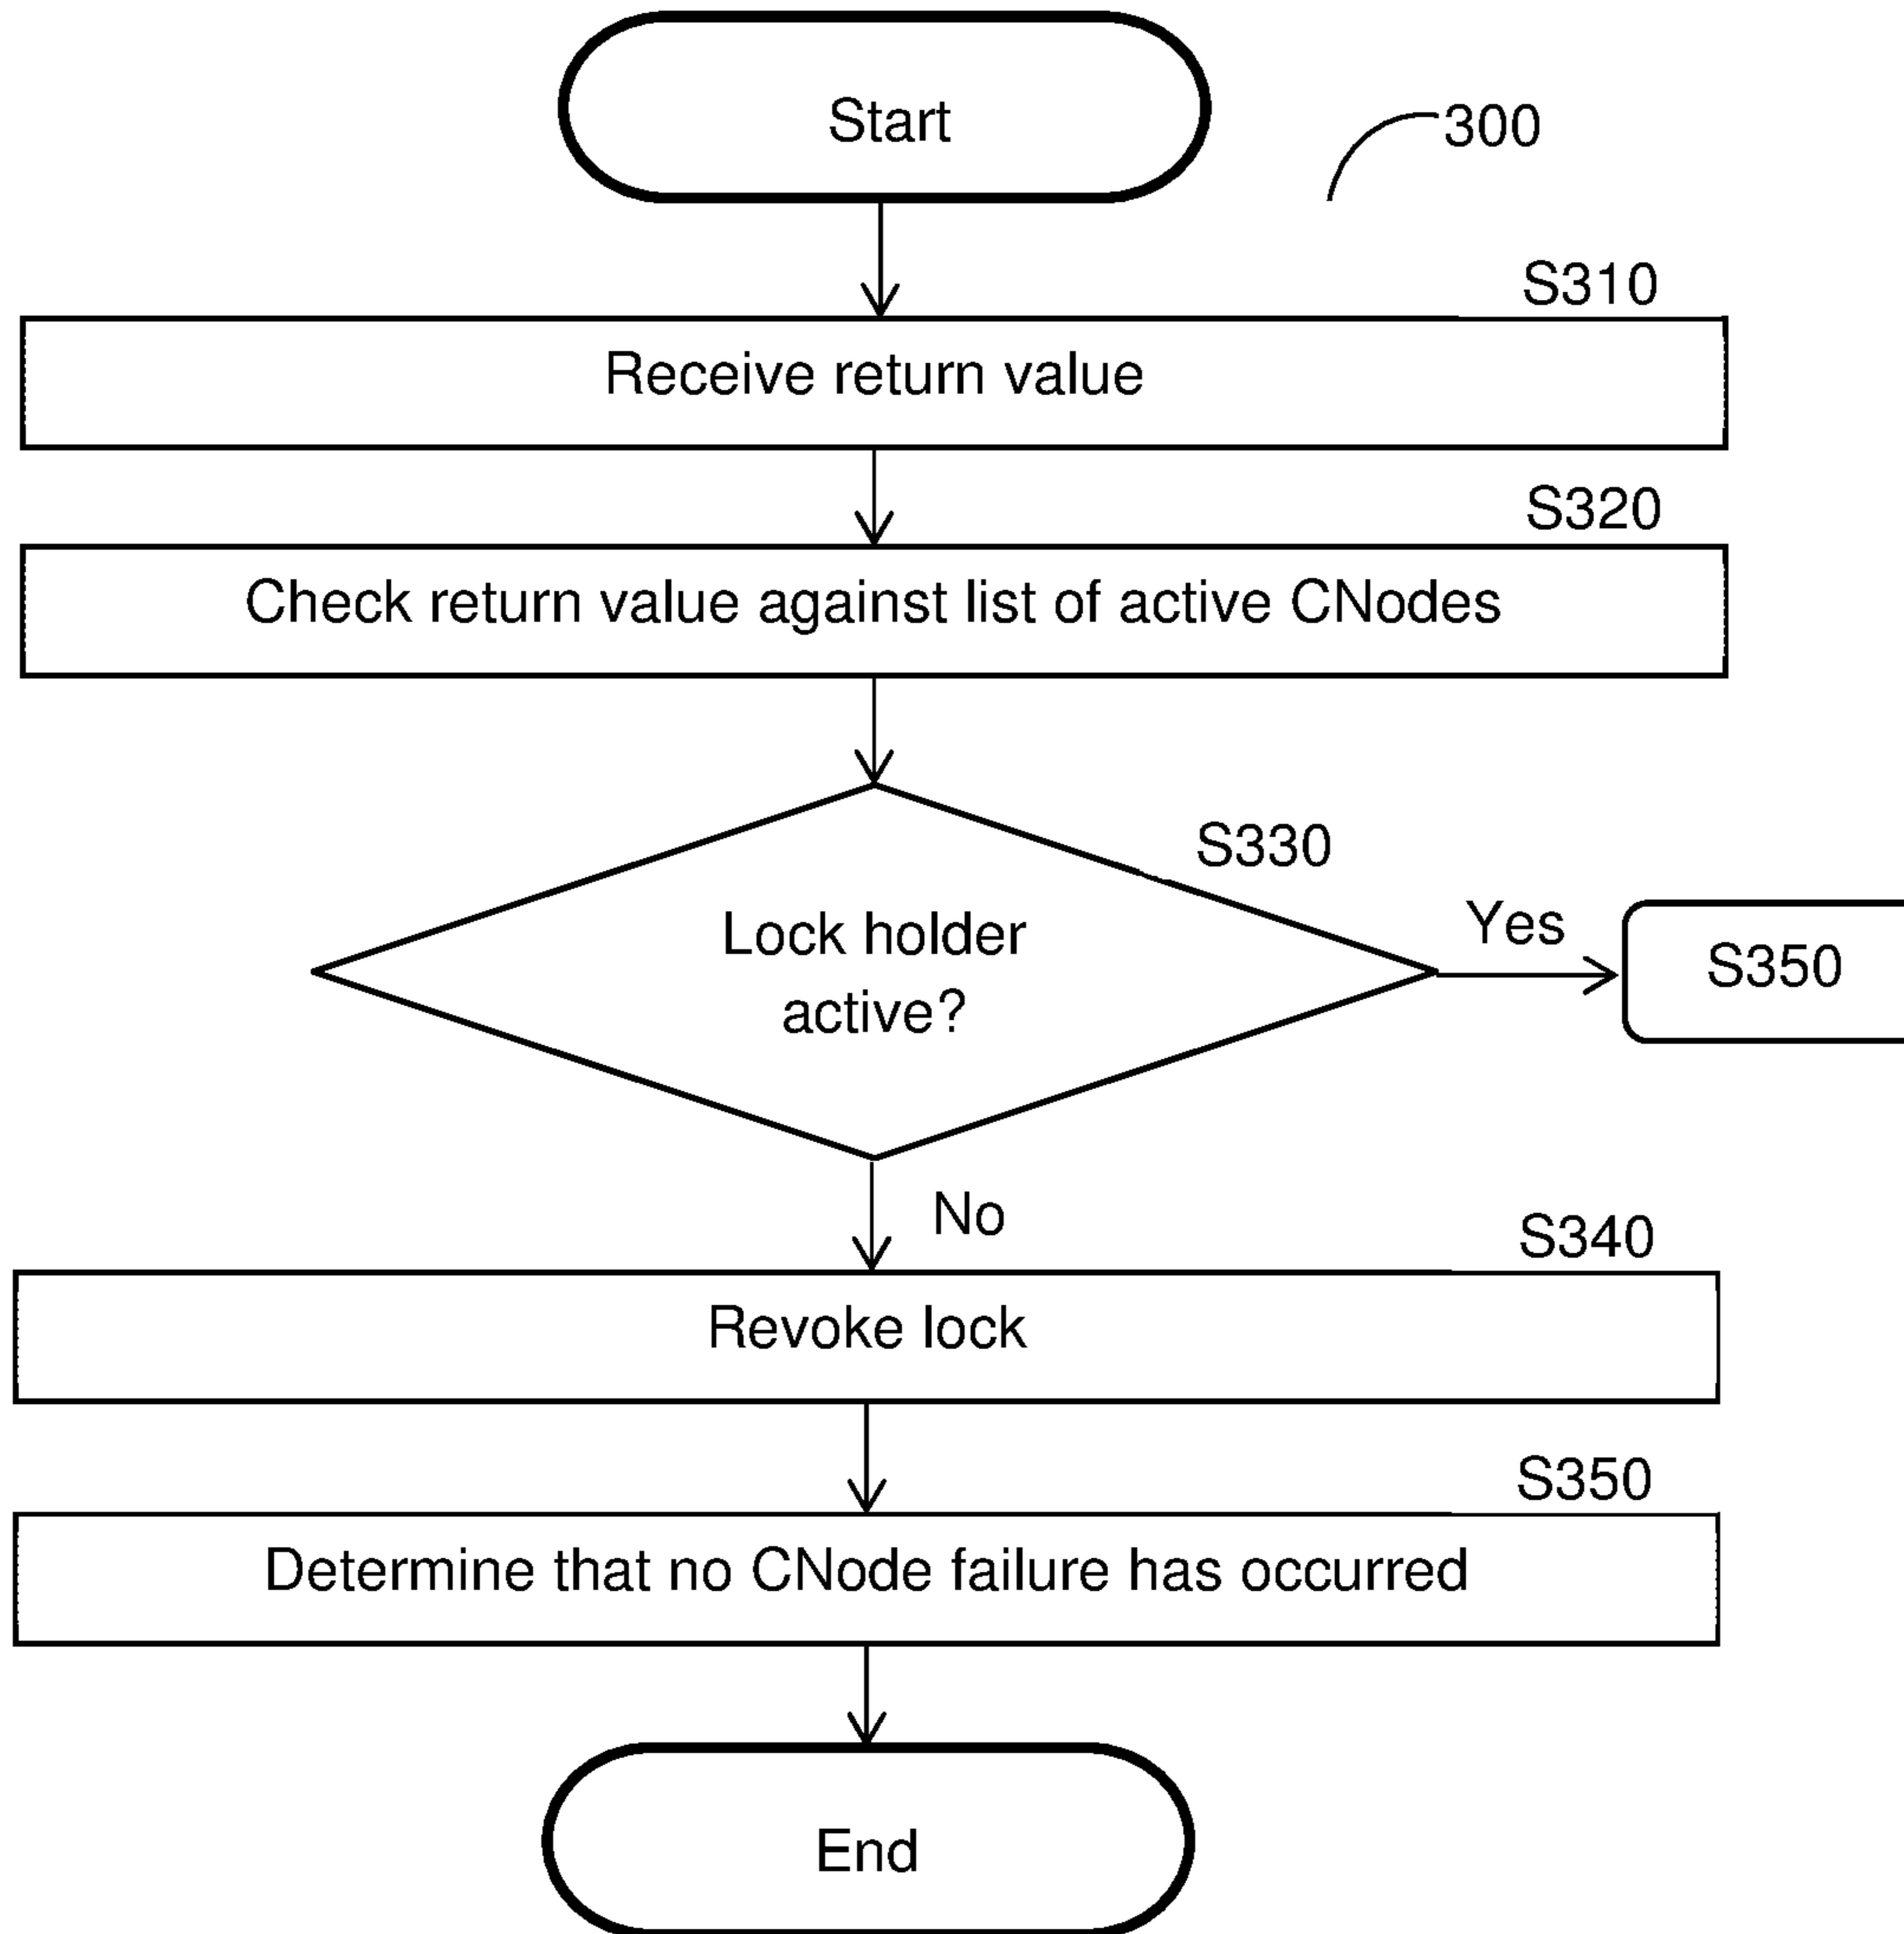 Start
300
S310
Receive return value
S320
Check return value against list of active CNodes
S330
Lock holder
active?
Yes
S350
No
S340
Revoke lock
S350
Determine that no CNode failure has occurred
End